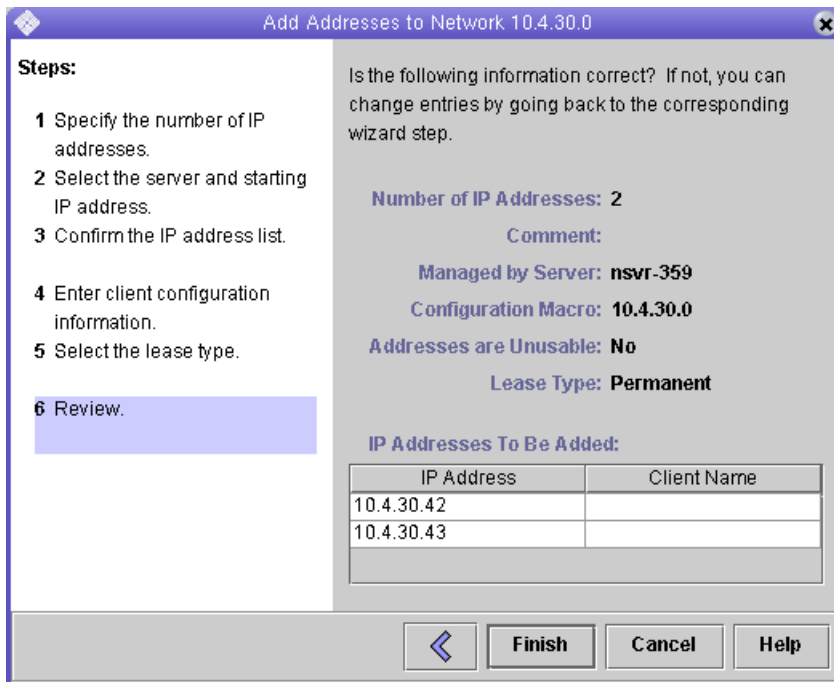 Add Addresses to Network 10.4.30.0
Steps:
1 Specify the number of IP
addresses.
2 Select the server and starting
IP address.
3 Confirm the IP address list.
4 Enter client configuration
information.
5 Select the lease type.
6 Review.
Is the following information correct? If not, you can
change entries by going back to the corresponding
wizard step.
Number of IP Addresses: 2
Comment:
Managed by Server: nsvr-359
Configuration Macro: 10.4.30.0
Addresses are Unusable: No
Lease Type: Permanent
IP Addresses To Be Added:
IP Address Client Name
10.4.30.42
10.4.30.43
Finish Cancel Help